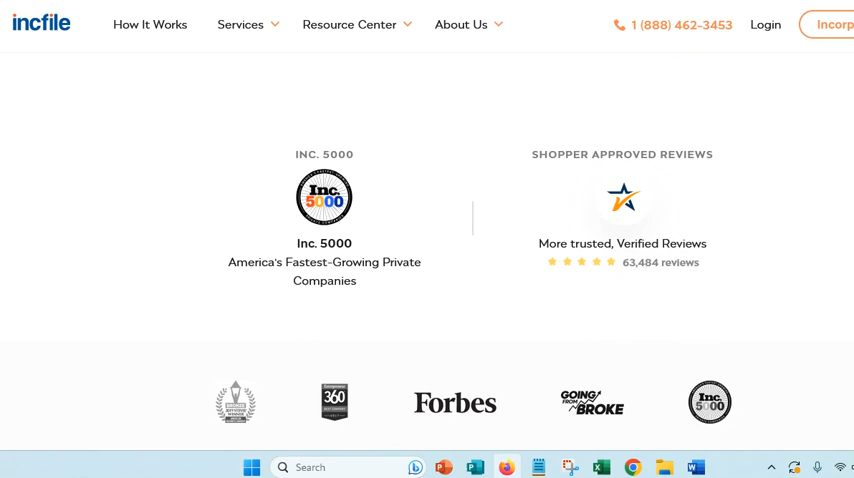 incfile
How It Works
Services
Resource Center
About Us
1 (888) 462-3453
Login
Incorp
INC. 5000
SHOPPER APPROVED REVIEWS
Inc.
5000
Inc. 5000
America's Fastest-Growing Private
Companies
More trusted, Verified Reviews
63,484 reviews
BRONZE
WINNER
360
Forbes
GOING
FROM
BROKE
Inc.
5000
Search